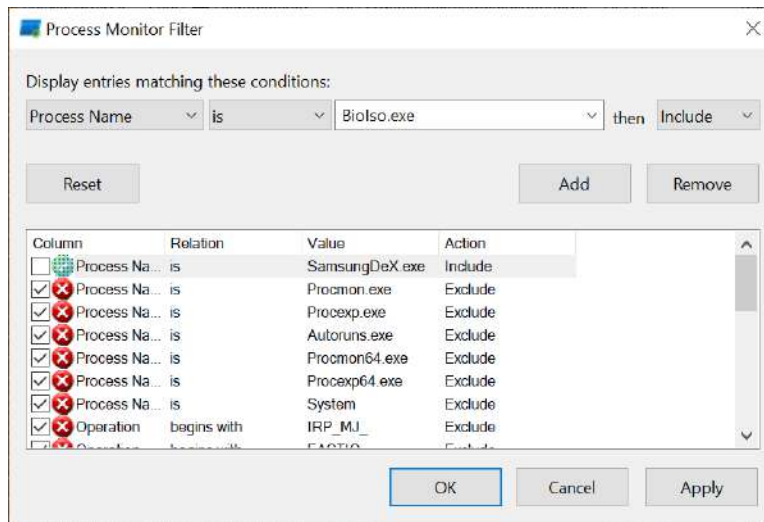 Process Monitor Filter
Display entries matching these conditions:
Process Name is BioIso.exe then Include
Reset Add Remove
Column Relation Value Action
Process Na... is SamsungDeX.exe Include
Process Na... is Procmon.exe Exclude
Process Na... is Procexp.exe Exclude
Process Na... is Autoruns.exe Exclude
Process Na... is Procmon64.exe Exclude
Process Na... is Procexp64.exe Exclude
Process Na... is System Exclude
Operation begins with IRP_MJ_ Exclude
OK Cancel Apply